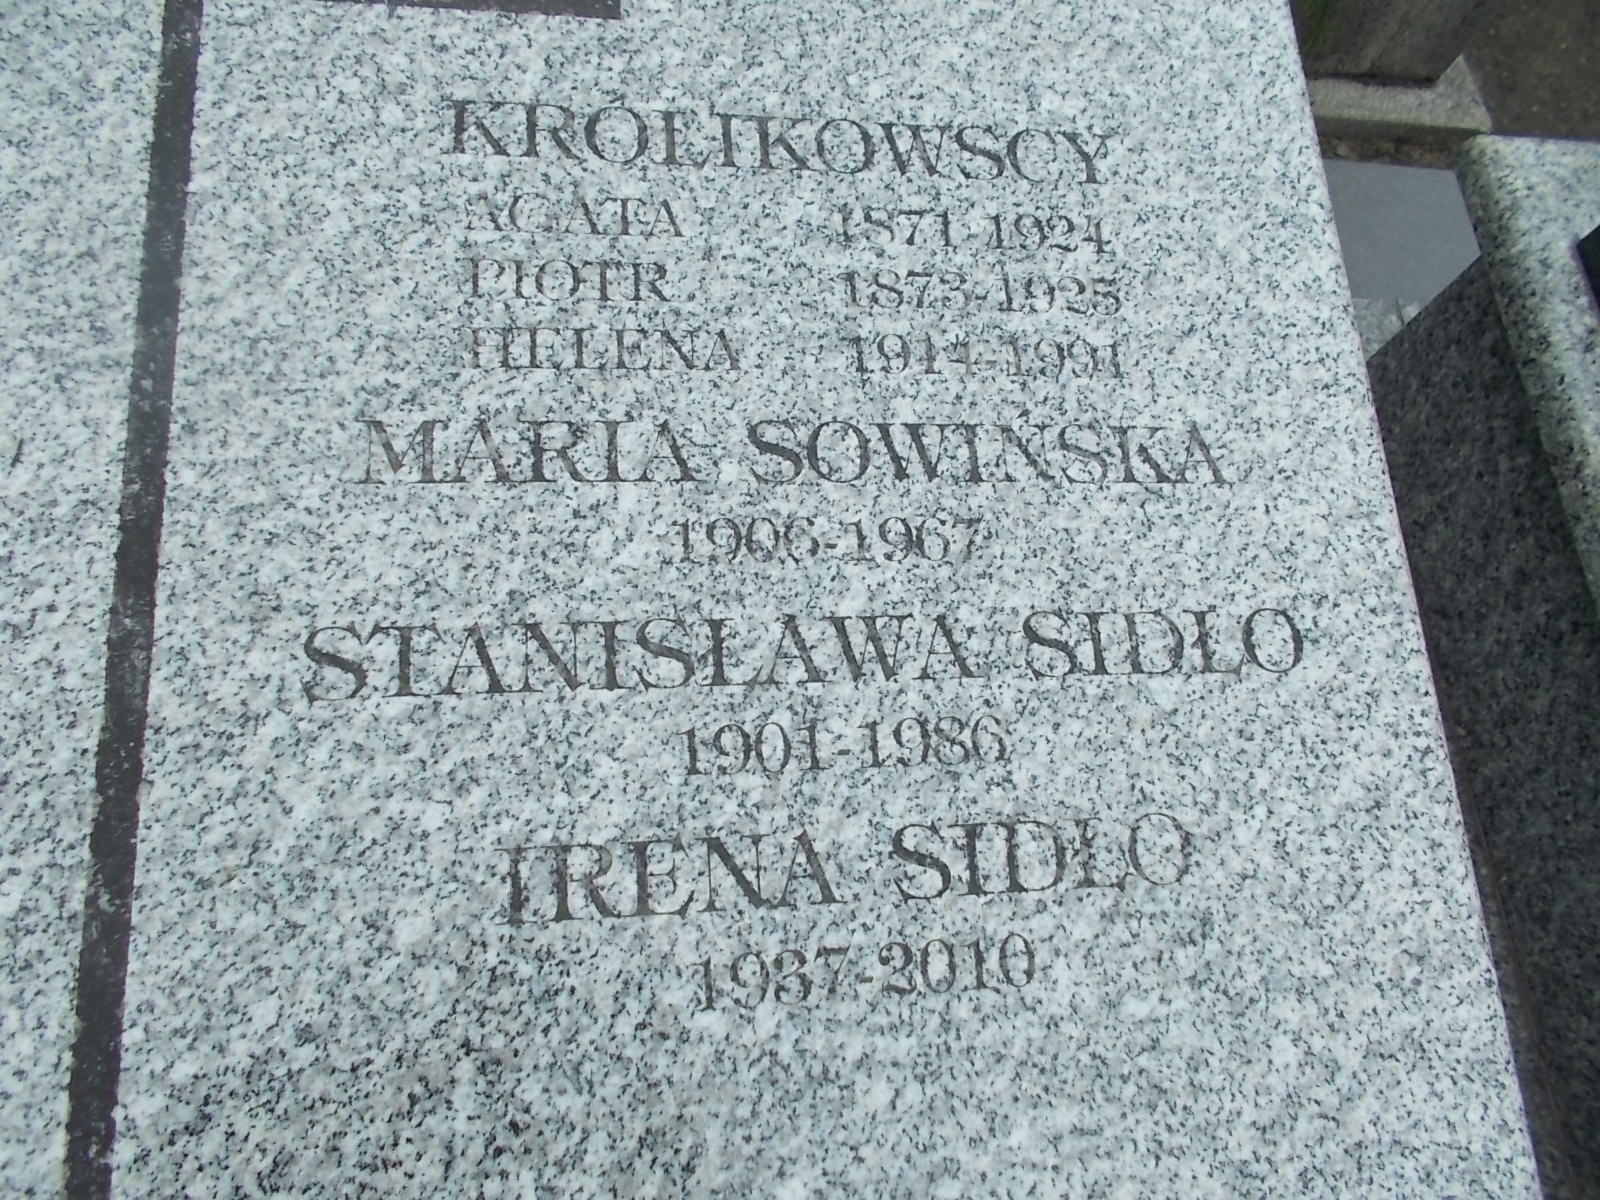 KRÓLIKOWSCY
AGATA 1871-1924
PIOTR 1873-1925
HELENA 1914-1991
MARIA SOWIŃSKA
1906-1967
STANISŁAWA SIDŁO
1901-1986
IRENA SIDŁO
1937-2010